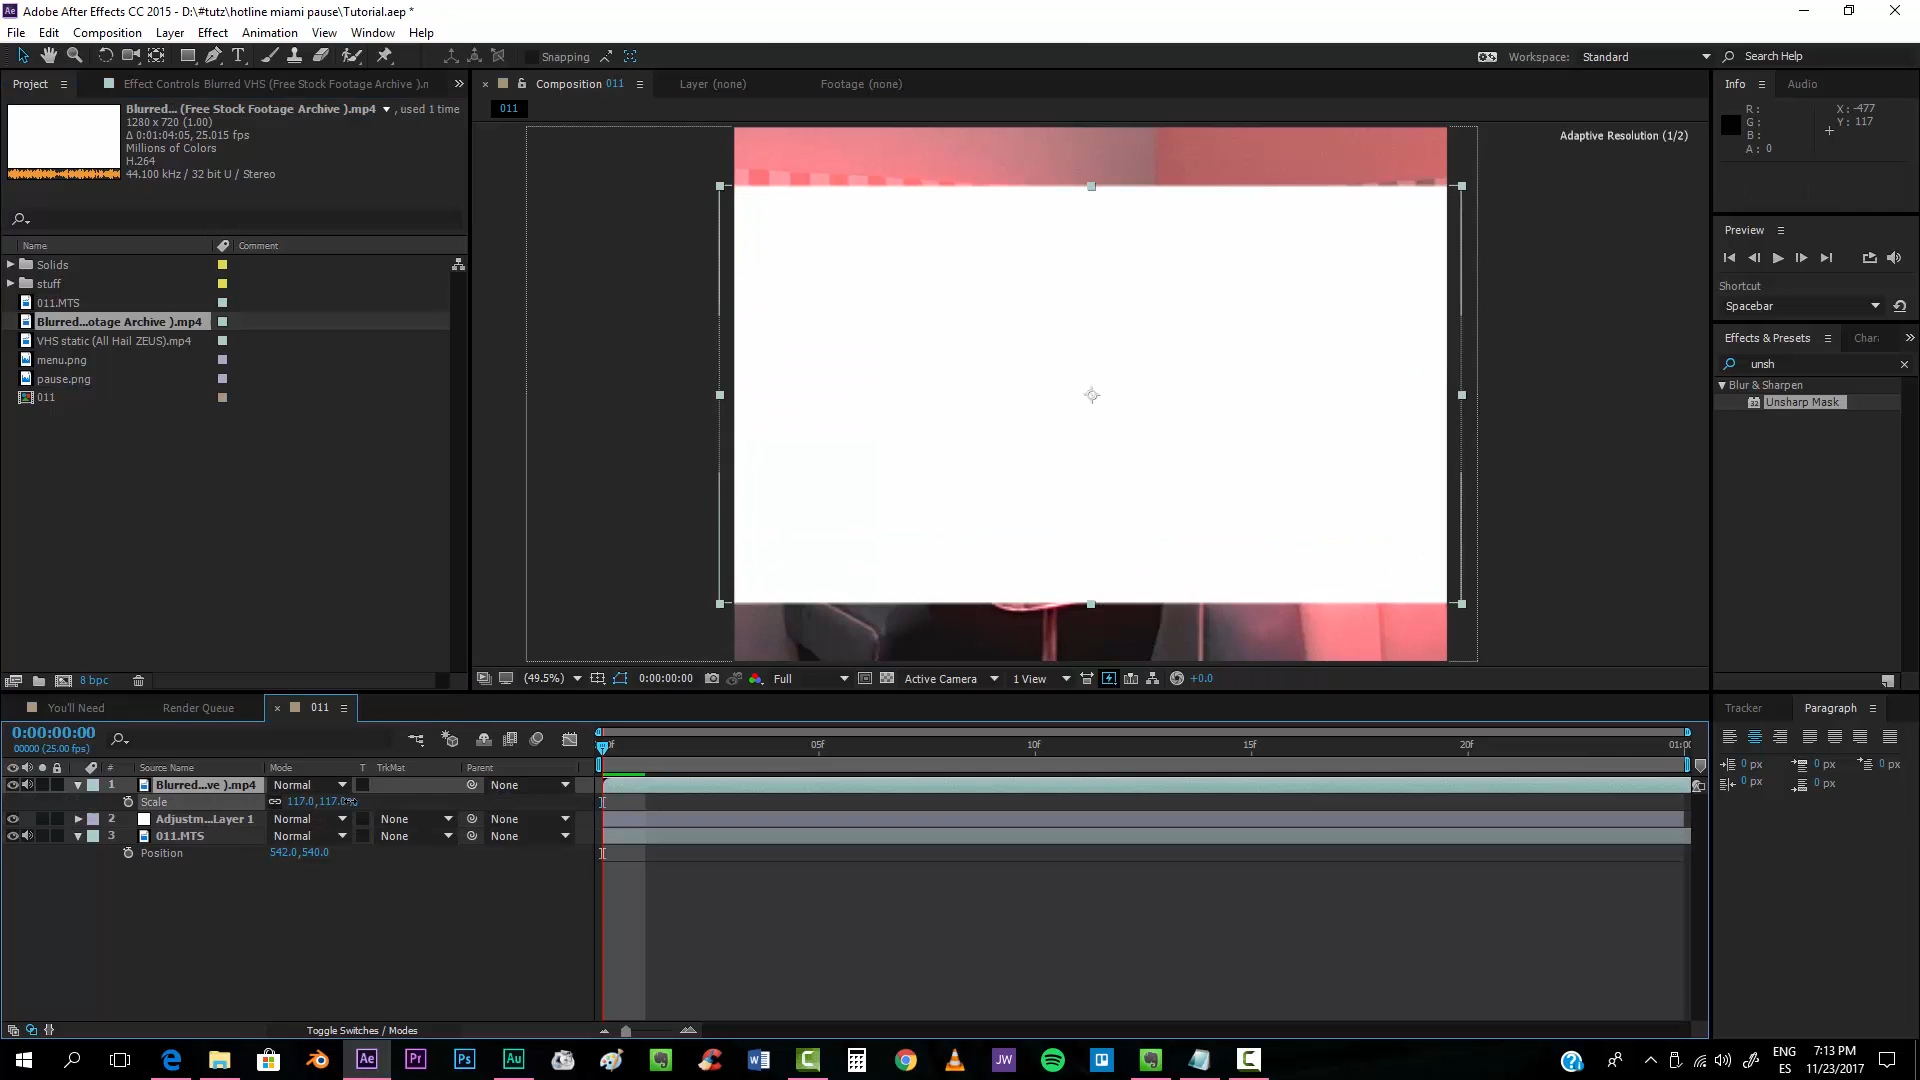 Adobe After Effects CC 2015 - D:\#tutz\hotline miami pause\Tutorial.aep *
File Edit Composition Layer Effect Animation View Window Help
Snapping
Workspace: Standard
Search Help
Project
Effect Controls Blurred VHS (Free Stock Footage Archive ).n
Composition 011
Layer (none)
Footage (none)
Info
Audio
011
Blurred... (Free Stock Footage Archive ).mp4 , used 1 time
1280 x 720 (1.00)
Δ 0:01:04:05, 25.015 fps
Millions of Colors
H.264
44.100 kHz / 32 bit U / Stereo
Adaptive Resolution (1/2)
R:
G:
B:
A: 0
X: -477
Y: 117
Preview
Shortcut
Spacebar
Name
Comment
Solids
stuff
011.MTS
Blurred...otage Archive ).mp4
VHS static (All Hail ZEUS).mp4
menu.png
pause.png
011
Effects & Presets
Char
unsh
Blur & Sharpen
32
Unsharp Mask
8 bpc
(49.5%)
0:00:00:00
Full
Active Camera
1 View
+0.0
You'll Need
Render Queue
011
Tracker
Paragraph
0:00:00:00
00000 (25.00 fps)
05f
10f
15f
20f
# Source Name Mode T TrkMat Parent
1 Blurred...ve ).mp4 Normal None
Scale
2 Adjustm...Layer 1 Normal None None
3 011.MTS Normal None None
Position 542.0,540.0
0 px
0 px
0 px
0 px
0 px
Toggle Switches / Modes
Ae
Pr
Ps
Au
JW
ENG
ES
7:13 PM
11/23/2017